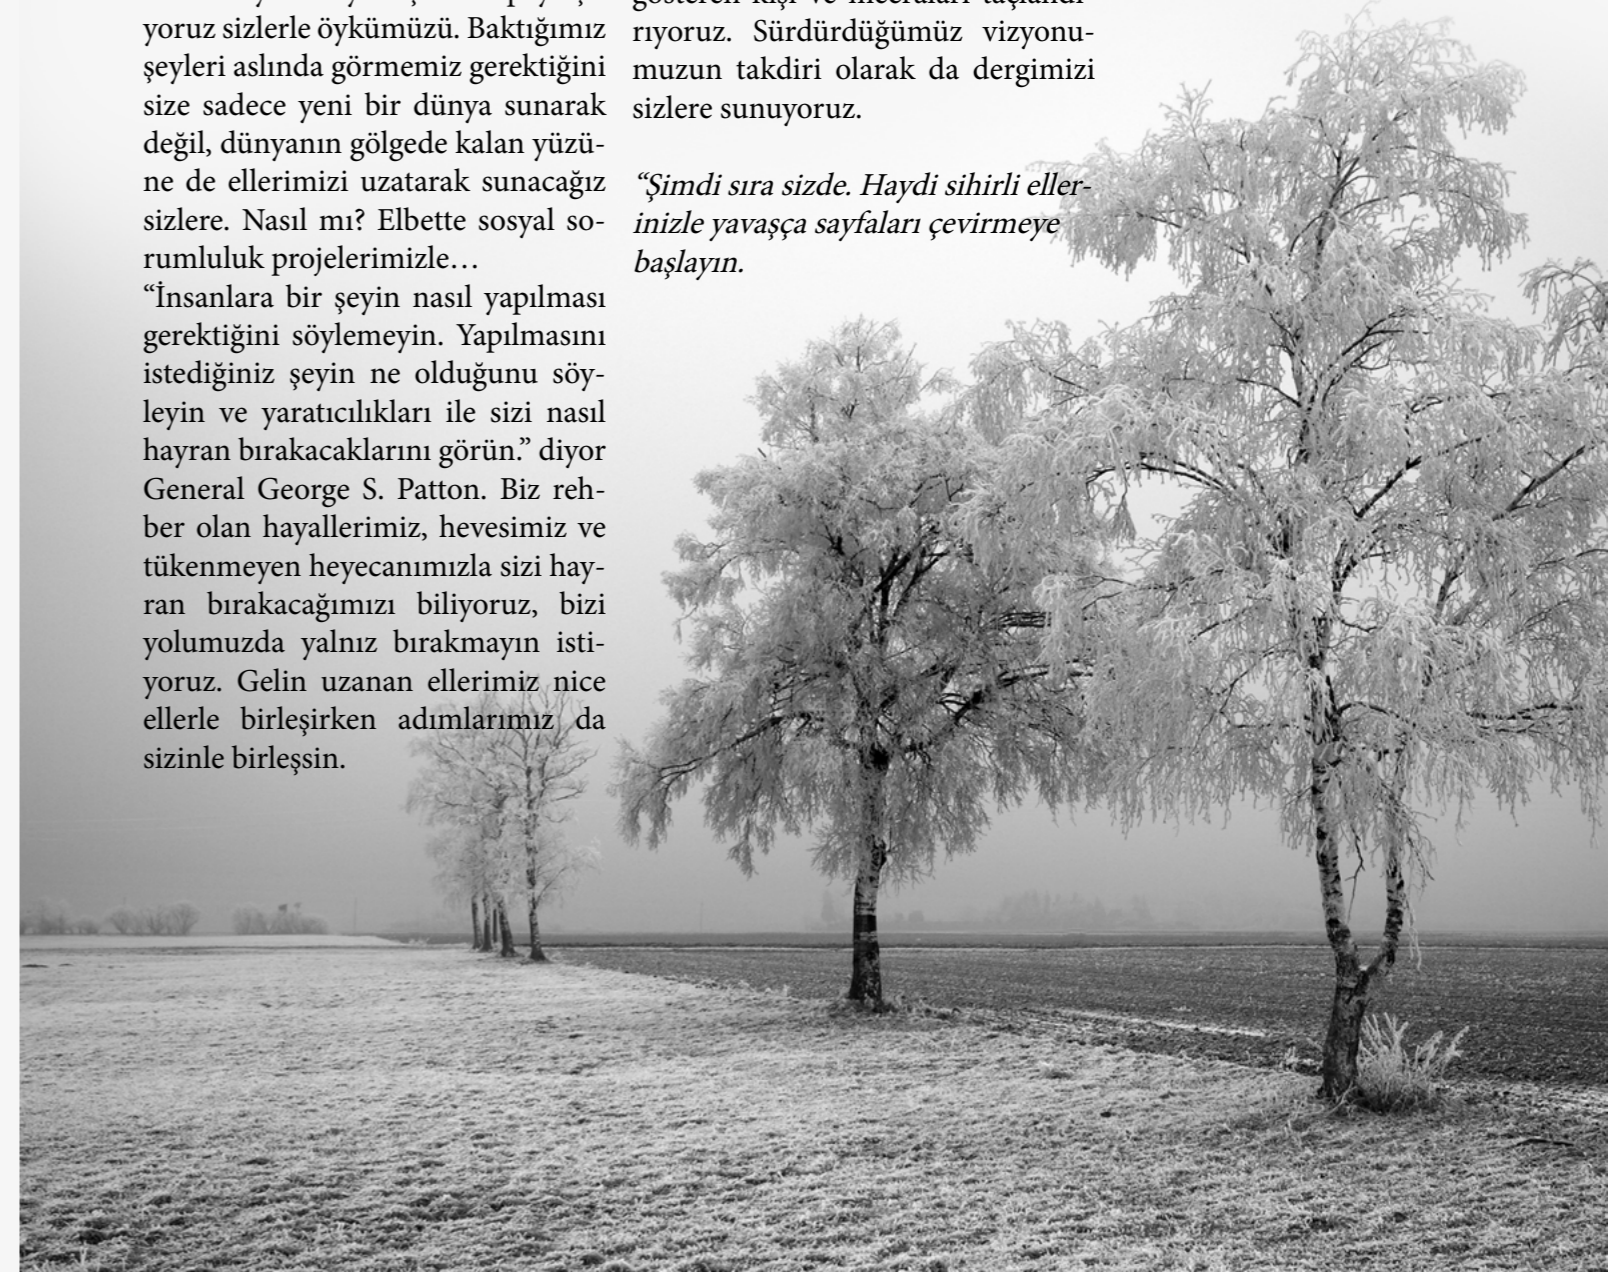 yoruz sizlerle öykümüzü. Baktığımız
şeyleri aslında görmemiz gerektiğini
size sadece yeni bir dünya sunarak
değil, dünyanın gölgede kalan yüzü-
ne de ellerimizi uzatarak sunacağız
sizlere. Nasıl mı? Elbette sosyal so-
rumluluk projelerimizle…
“İnsanlara bir şeyin nasıl yapılması
gerektiğini söylemeyin. Yapılmasını
istediğiniz şeyin ne olduğunu söy-
leyin ve yaratıcılıkları ile sizi nasıl
hayran bırakacaklarını görün.” diyor
General George S. Patton. Biz reh-
ber olan hayallerimiz, hevesimiz ve
tükenmeyen heyecanımızla sizi hay-
ran bırakacağımızı biliyoruz, bizi
yolumuzda yalnız bırakmayın isti-
yoruz. Gelin uzanan ellerimiz nice
ellerle birleşirken adımlarımız da
sizinle birleşsin.
gösteren kişi ve mecraları taçlandı-
rıyoruz. Sürdürdüğümüz vizyonu-
muzun takdiri olarak da dergimizi
sizlere sunuyoruz.
“Şimdi sıra sizde. Haydi sihirli eller-
inizle yavaşça sayfaları çevirmeye
başlayın.